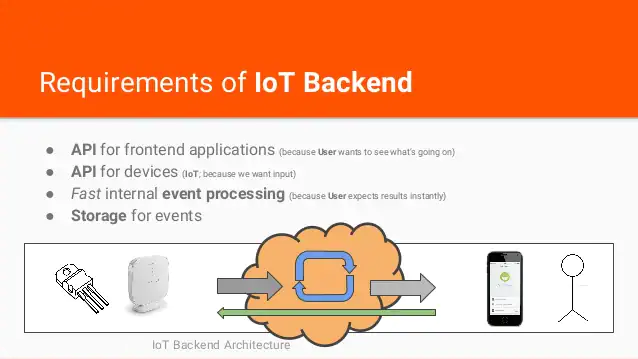 Requirements of IoT Backend
● API for frontend applications (because User wants to see what's going on)
● API for devices (IoT, because we want input)
● Fast internal event processing (because User expects results instantly)
● Storage for events
IoT Backend Architecture